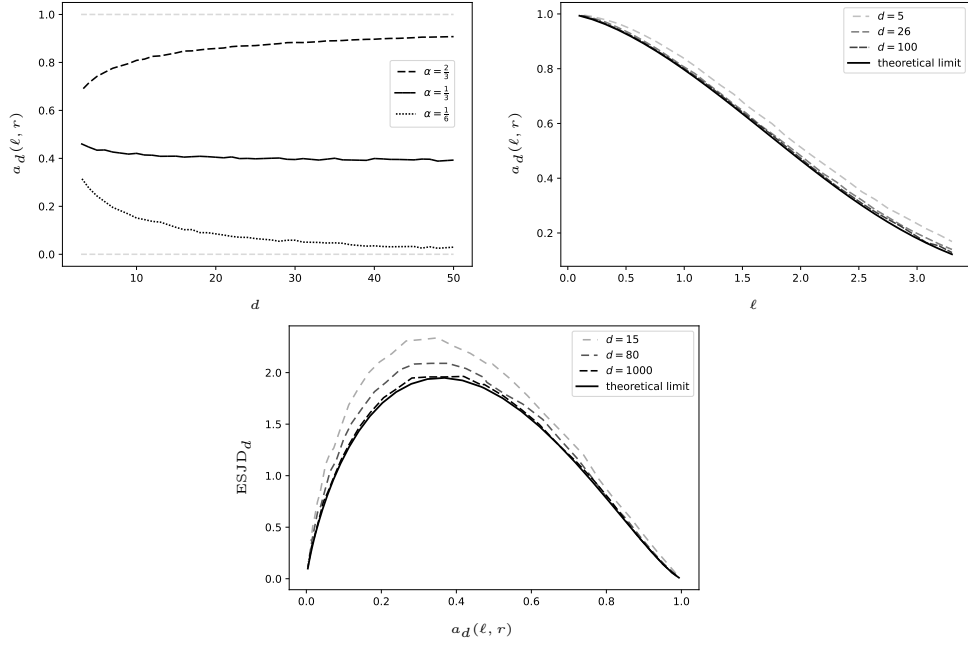 1.0
0.8
0.6
0.4
0.2
0.0
a_d(ℓ, r)
α = 2/3
α = 1/3
α = 1/6
10 20 30 40 50
d
1.0
0.8
0.6
0.4
0.2
a_d(ℓ, r)
d = 5
d = 26
d = 100
theoretical limit
0.0 0.5 1.0 1.5 2.0 2.5 3.0
ℓ
2.0
1.5
1.0
0.5
0.0
ESJD_d
d = 15
d = 80
d = 1000
theoretical limit
0.0 0.2 0.4 0.6 0.8 1.0
a_d(ℓ, r)